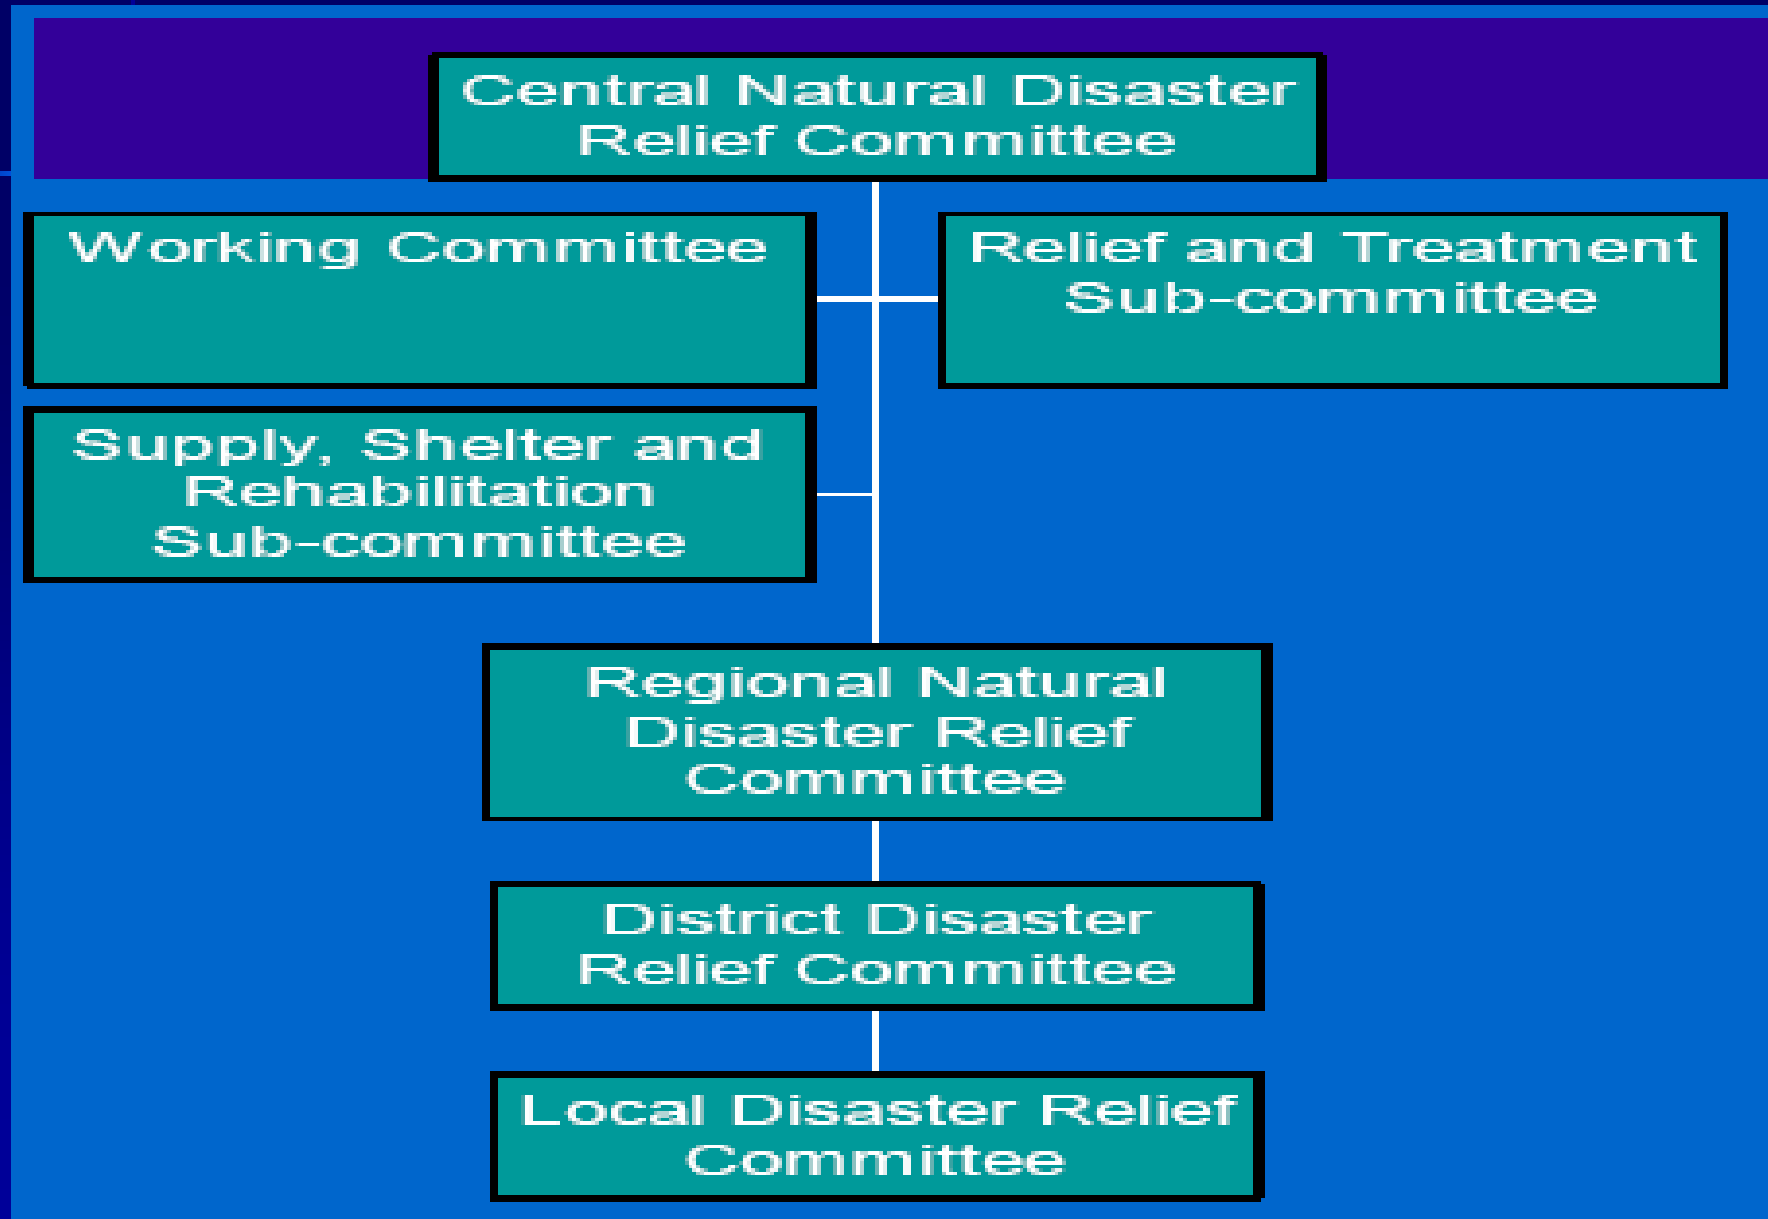 Central Natural Disaster
Relief Committee
Working Committee
Relief and Treatment
Sub-committee
Supply, Shelter and
Rehabilitation
Sub-committee
Regional Natural
Disaster Relief
Committee
District Disaster
Relief Committee
Local Disaster Relief
Committee